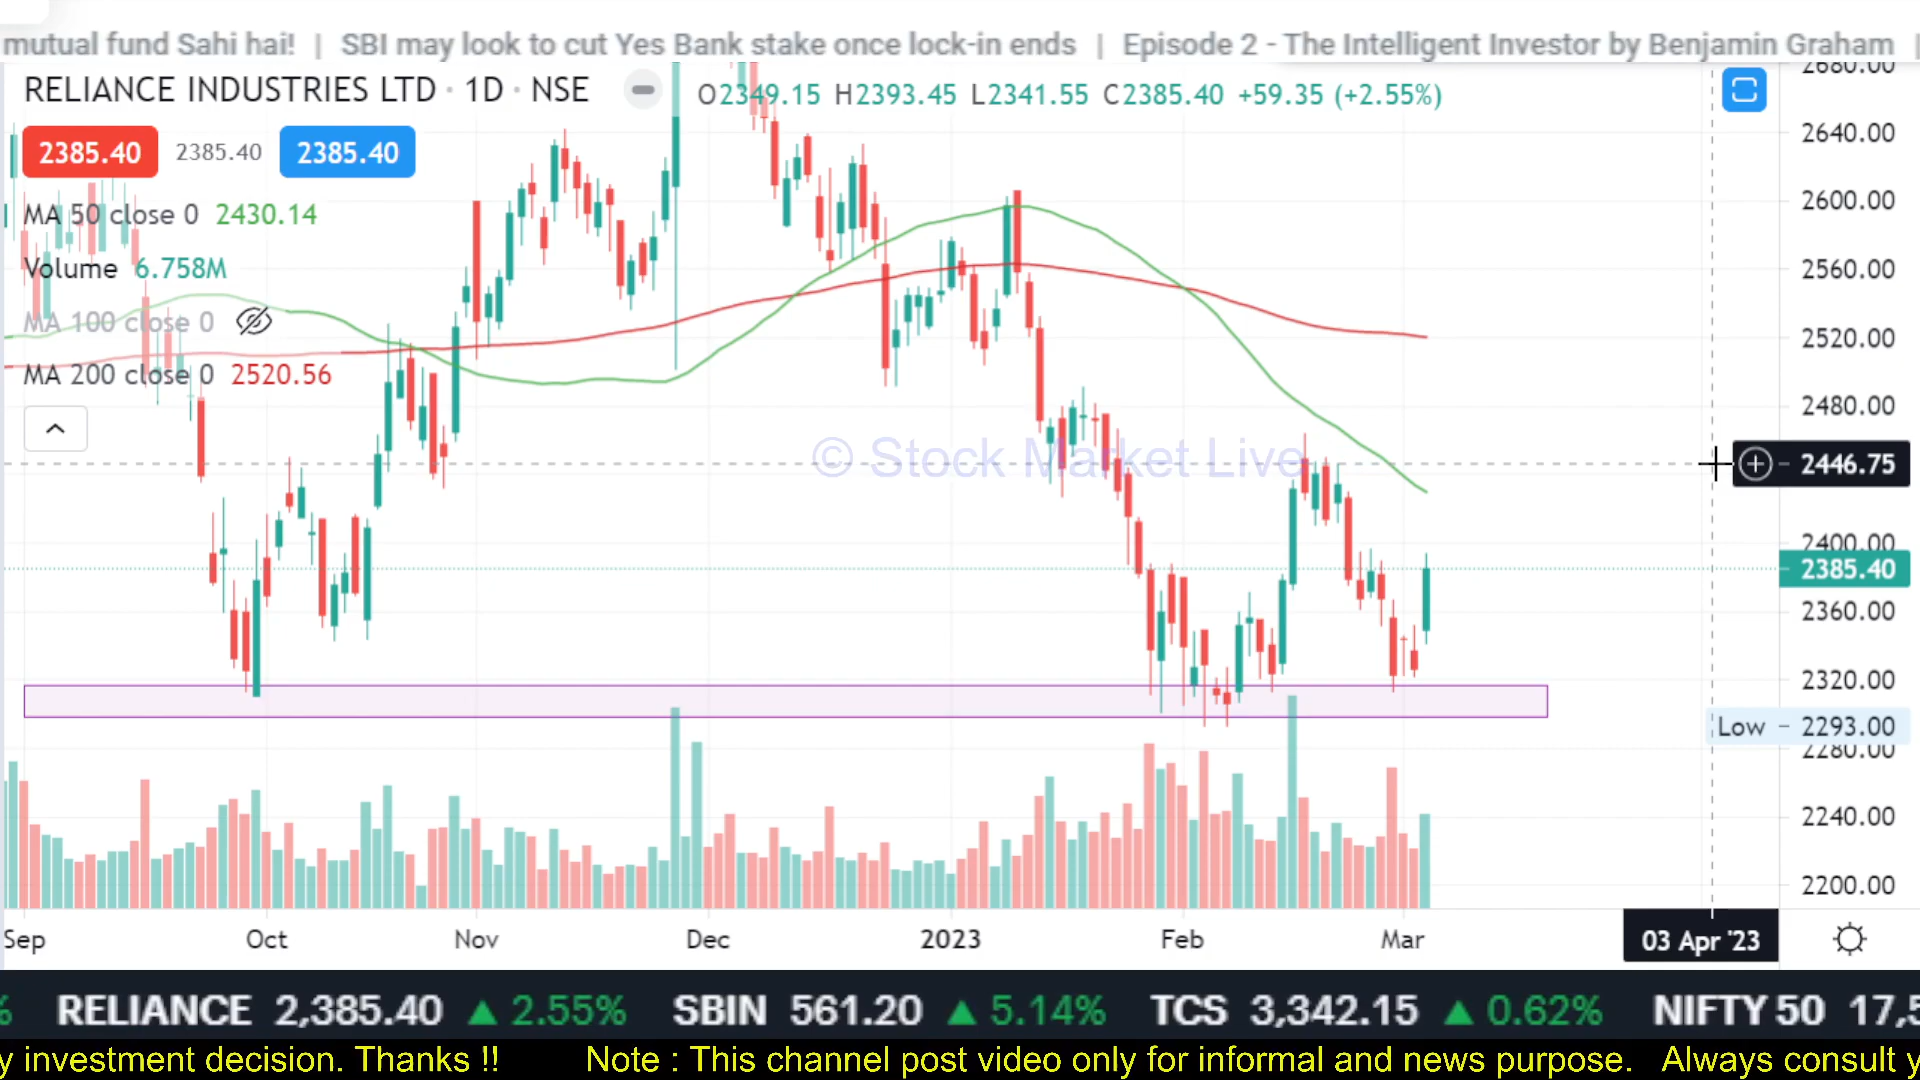 mutual fund Sahi hai! | SBI may look to cut Yes Bank stake once lock-in ends | Episode 2 - The Intelligent Investor by Benjamin Graham |
RELIANCE INDUSTRIES LTD · 1D · NSE
O2349.15 H2393.45 L2341.55 C2385.40 +59.35 (+2.55%)
2385.40 2385.40 2385.40
MA 50 close 0 2430.14
Volume 6.758M
MA 100 close 0
MA 200 close 0 2520.56
© Stock Market Live
2680.00
2640.00
2600.00
2560.00
2520.00
2480.00
2446.75
2400.00
2385.40
2360.00
2320.00
Low 2293.00
2280.00
2240.00
2200.00
Sep Oct Nov Dec 2023 Feb Mar 03 Apr '23
% RELIANCE 2,385.40 ▲ 2.55% SBIN 561.20 ▲ 5.14% TCS 3,342.15 ▲ 0.62% NIFTY 50 17,5
y investment decision. Thanks !! Note : This channel post video only for informal and news purpose. Always consult y